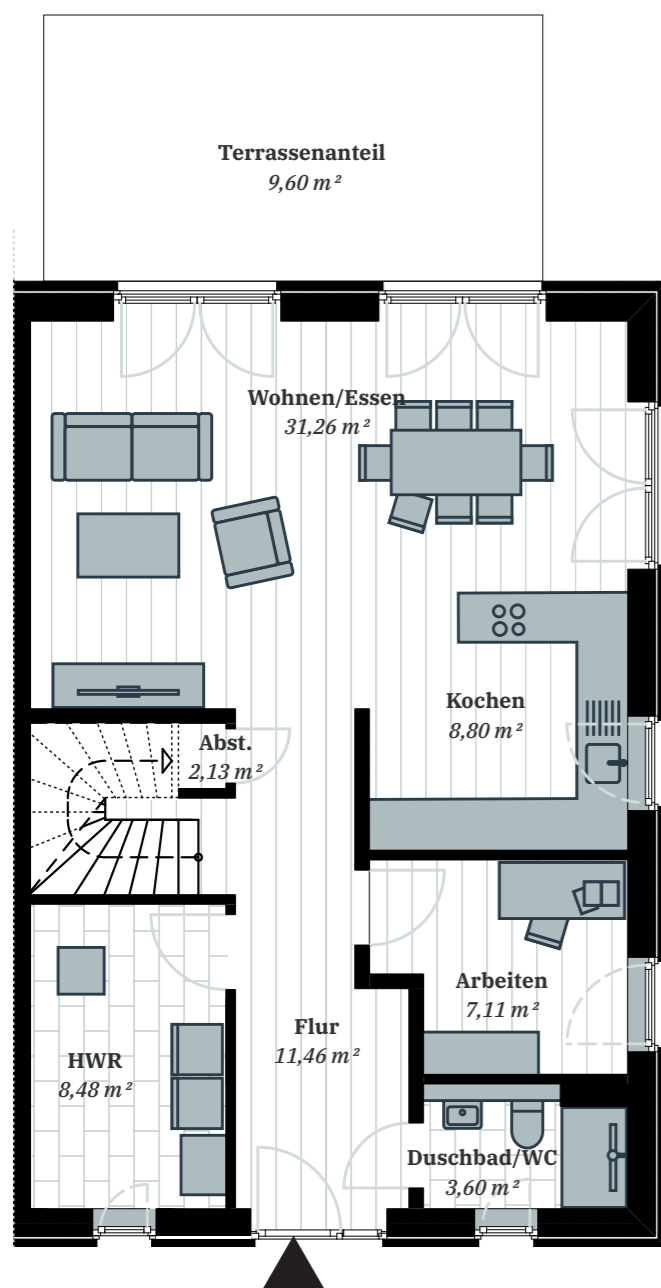 Terrassenanteil
9,60 m²
Wohnen/Essen
31,26 m²
Kochen
8,80 m²
Abst.
2,13 m²
Arbeiten
7,11 m²
Flur
11,46 m²
HWR
8,48 m²
Duschbad/WC
3,60 m²